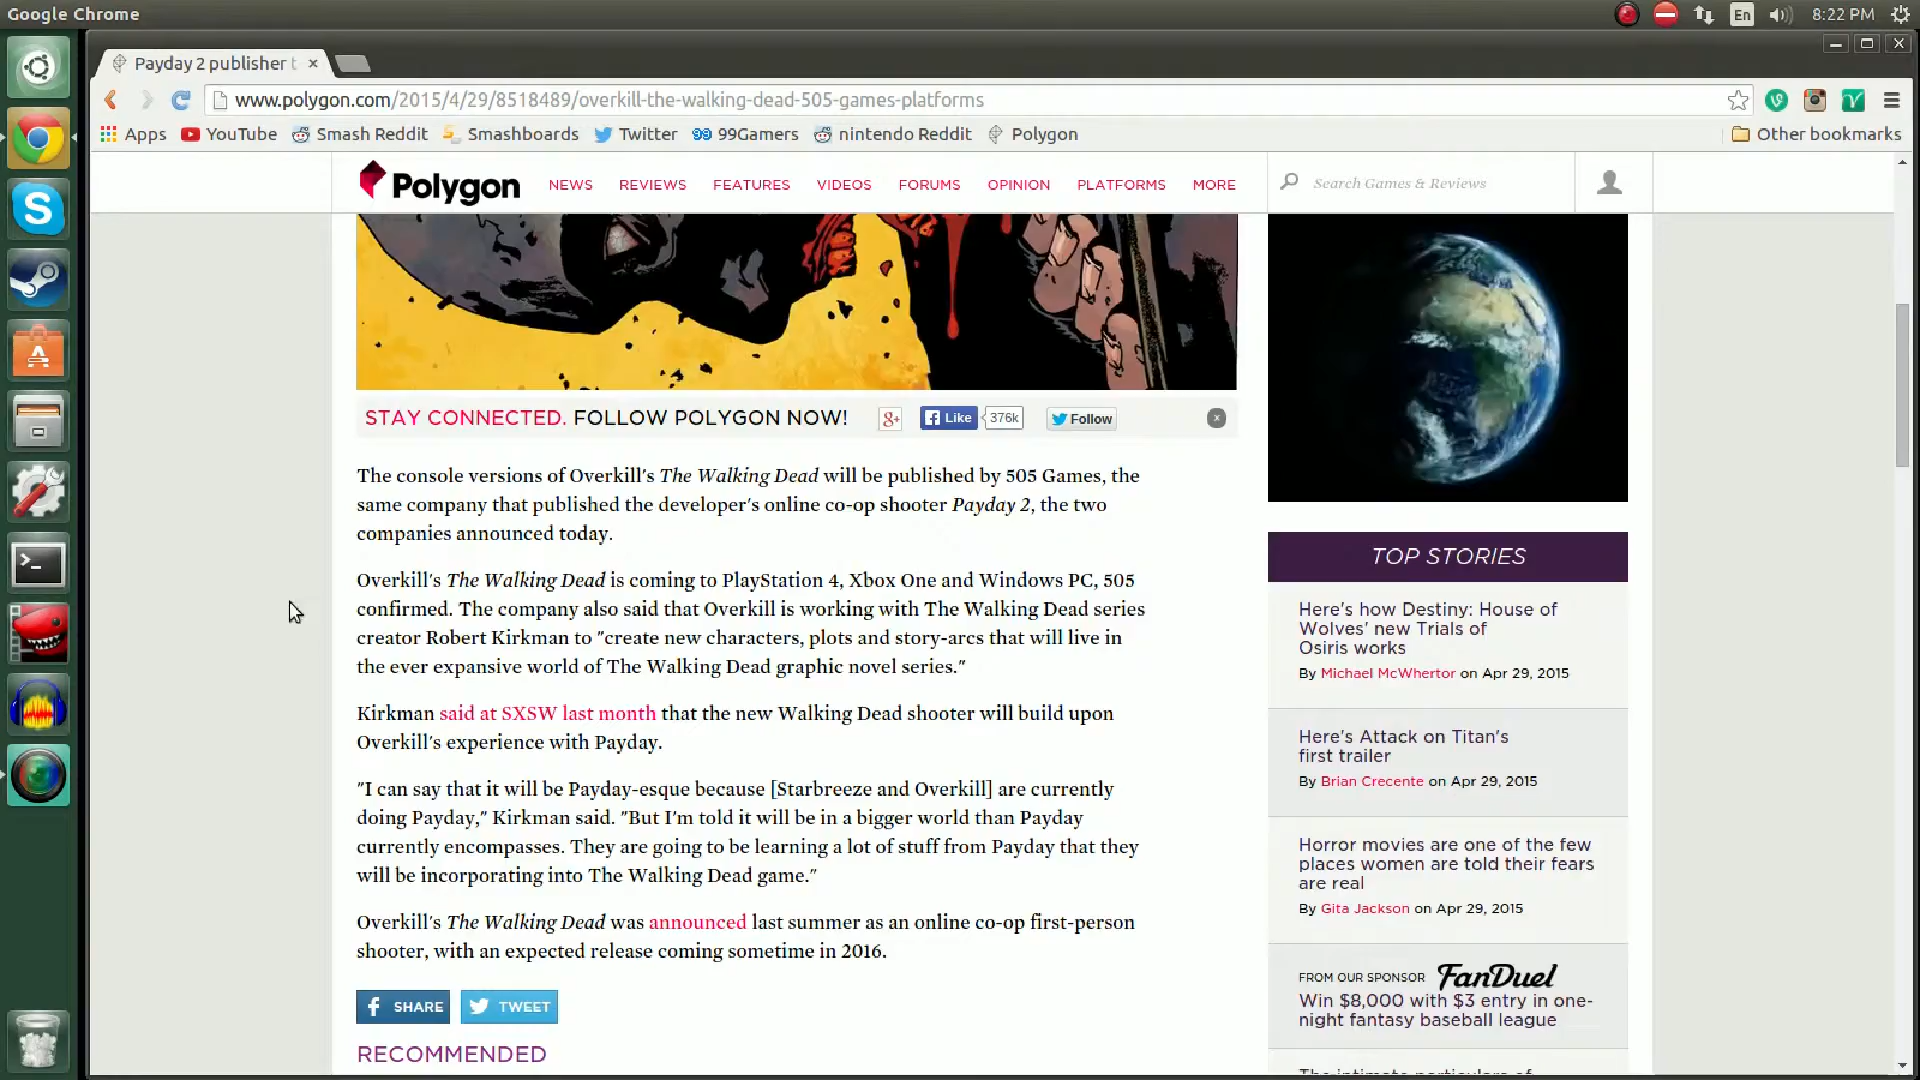 Google Chrome
En
8:22 PM
Payday 2 publisher t
www.polygon.com/2015/4/29/8518489/overkill-the-walking-dead-505-games-platforms
Apps YouTube Smash Reddit Smashboards Twitter 99Gamers nintendo Reddit Polygon Other bookmarks
Polygon NEWS REVIEWS FEATURES VIDEOS FORUMS OPINION PLATFORMS MORE Search Games & Reviews
STAY CONNECTED. FOLLOW POLYGON NOW! g+ Like 376k Follow
The console versions of Overkill's The Walking Dead will be published by 505 Games, the
same company that published the developer's online co-op shooter Payday 2, the two
companies announced today.
Overkill's The Walking Dead is coming to PlayStation 4, Xbox One and Windows PC, 505
confirmed. The company also said that Overkill is working with The Walking Dead series
creator Robert Kirkman to "create new characters, plots and story-arcs that will live in
the ever expansive world of The Walking Dead graphic novel series."
Kirkman said at SXSW last month that the new Walking Dead shooter will build upon
Overkill's experience with Payday.
"I can say that it will be Payday-esque because [Starbreeze and Overkill] are currently
doing Payday," Kirkman said. "But I'm told it will be in a bigger world than Payday
currently encompasses. They are going to be learning a lot of stuff from Payday that they
will be incorporating into The Walking Dead game."
Overkill's The Walking Dead was announced last summer as an online co-op first-person
shooter, with an expected release coming sometime in 2016.
SHARE TWEET
RECOMMENDED
TOP STORIES
Here's how Destiny: House of
Wolves' new Trials of
Osiris works
By Michael McWhertor on Apr 29, 2015
Here's Attack on Titan's
first trailer
By Brian Crecente on Apr 29, 2015
Horror movies are one of the few
places women are told their fears
are real
By Gita Jackson on Apr 29, 2015
FROM OUR SPONSOR FanDuel
Win $8,000 with $3 entry in one-
night fantasy baseball league